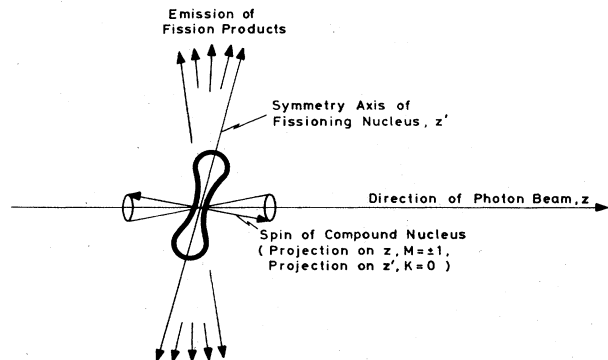 Emission of
Fission Products
Symmetry Axis of
Fissioning Nucleus, z'
Direction of Photon Beam, z
Spin of Compound Nucleus
( Projection on z, M=±1,
Projection on z', K=0 )